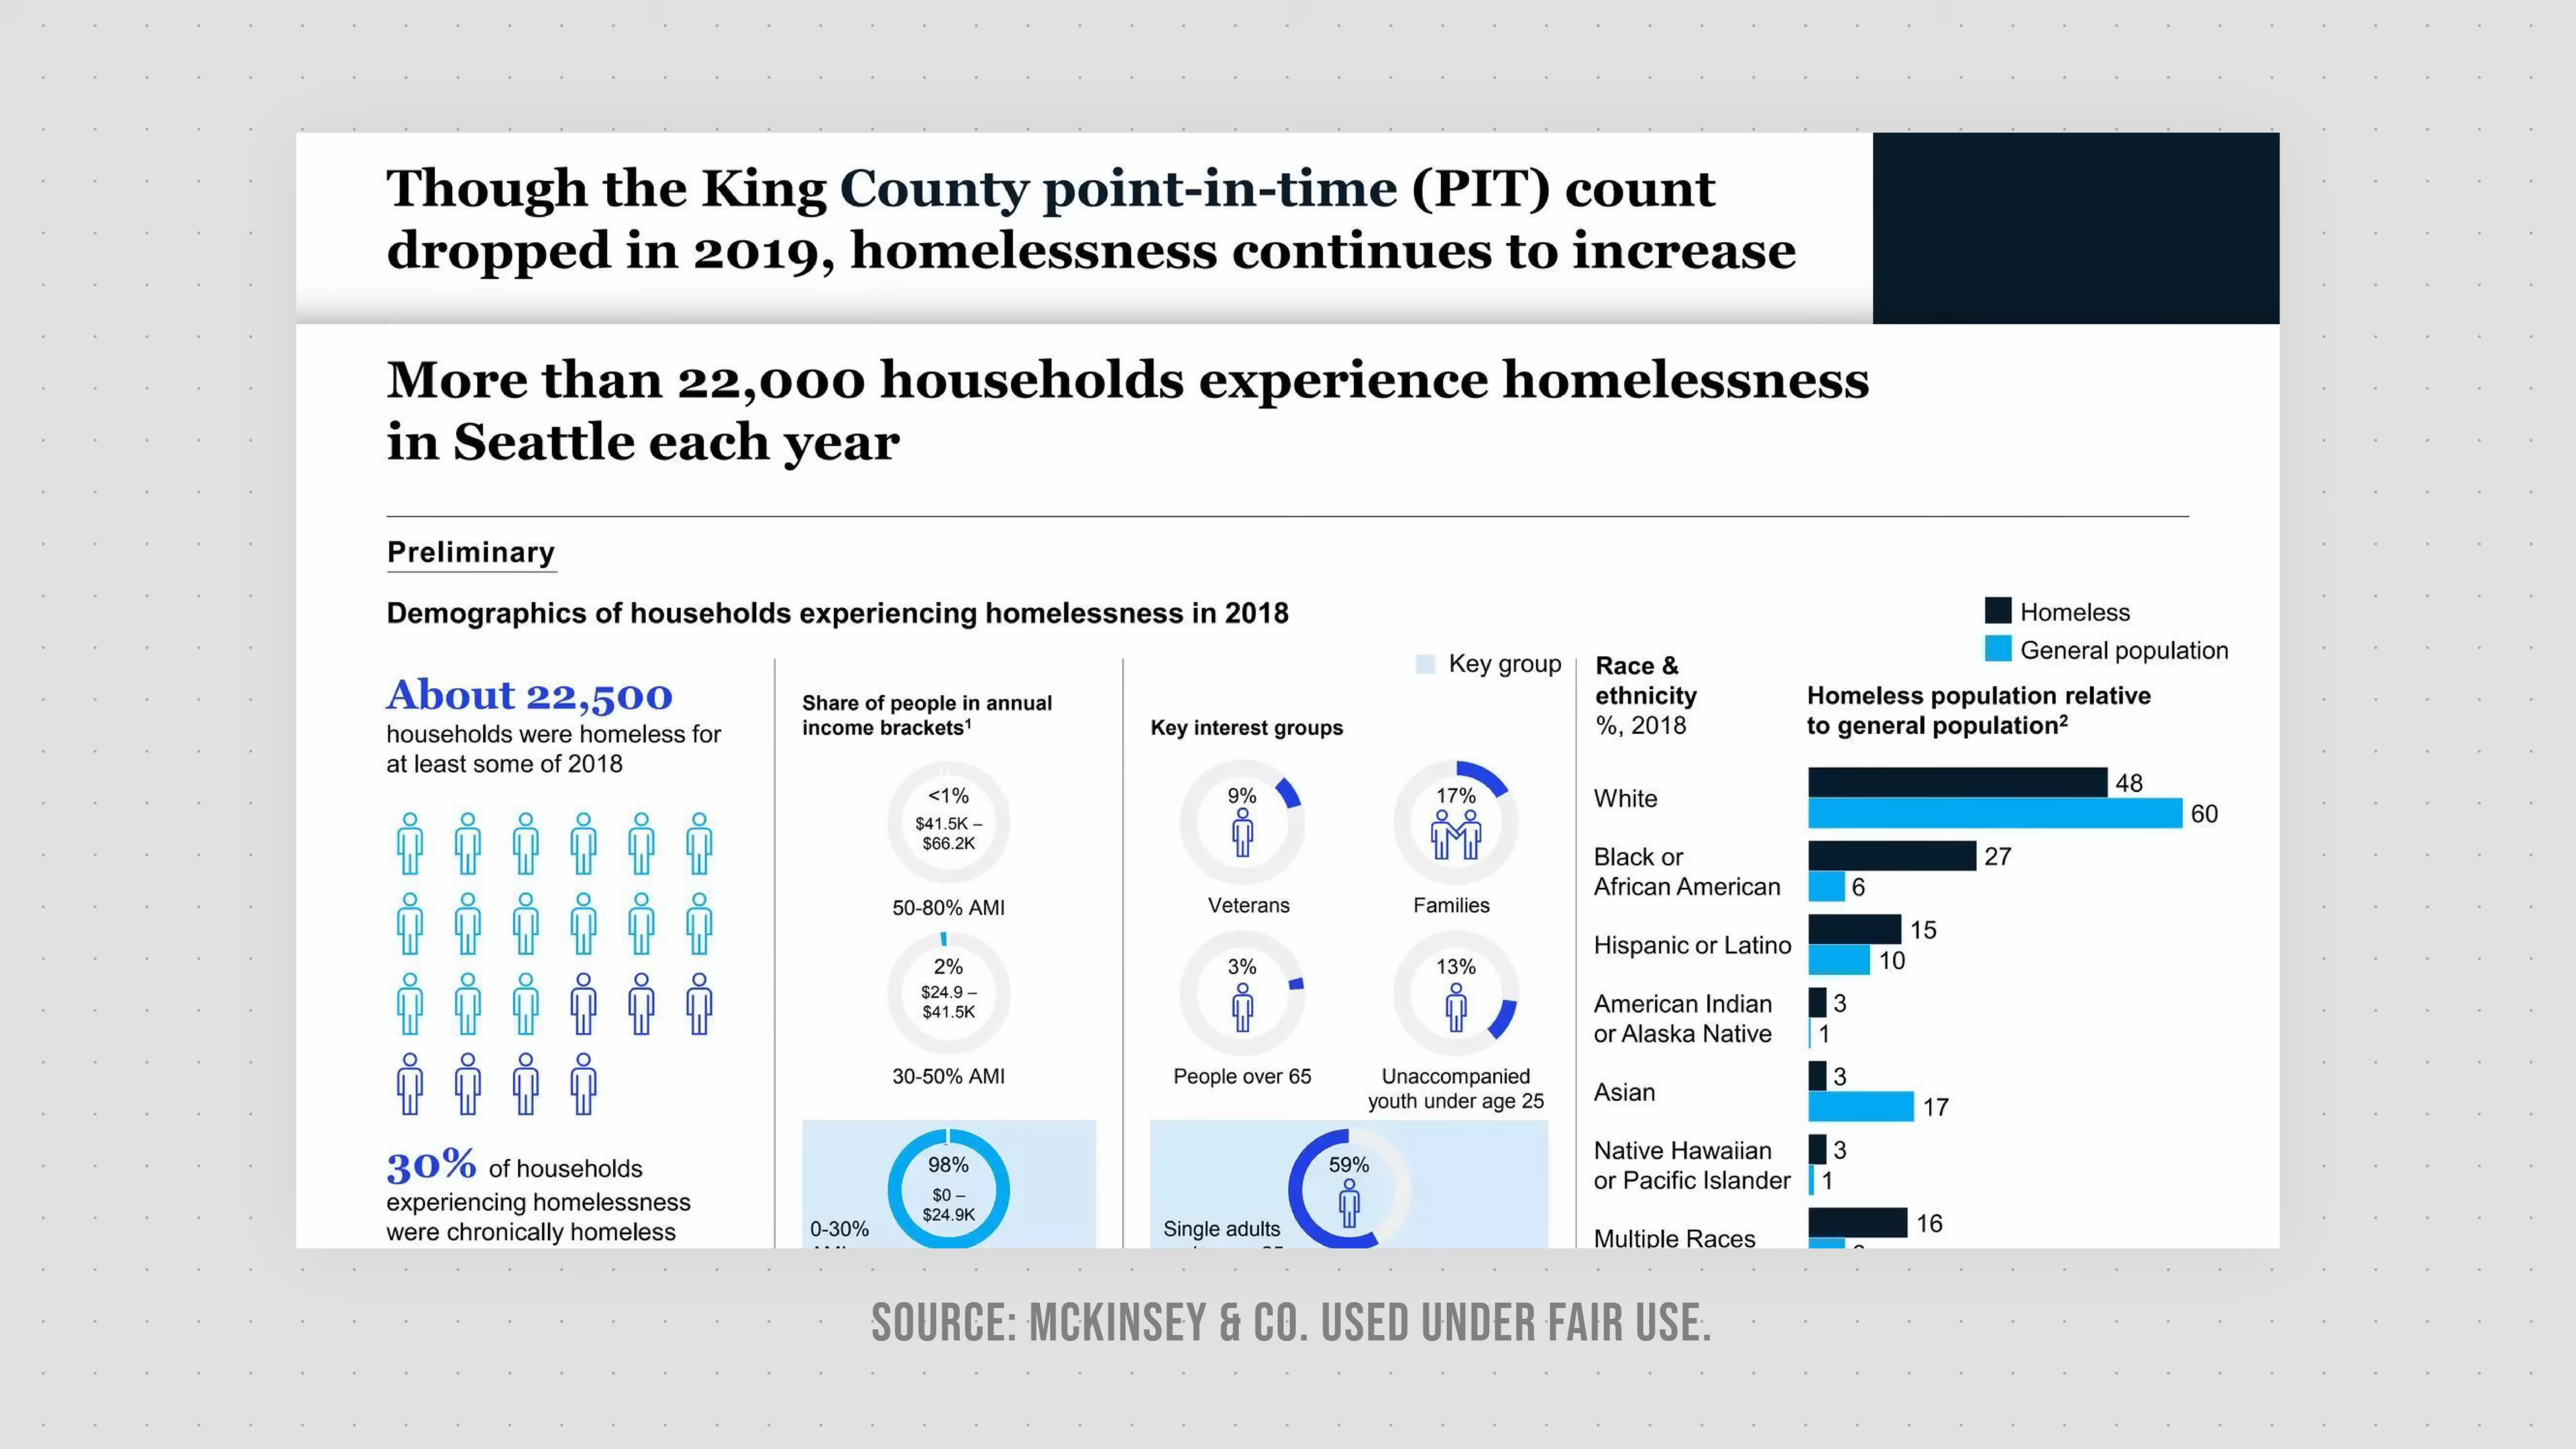 Though the King County point-in-time (PIT) count
dropped in 2019, homelessness continues to increase
More than 22,000 households experience homelessness
in Seattle each year
Preliminary
Demographics of households experiencing homelessness in 2018
Homeless
General population
About 22,500
households were homeless for
at least some of 2018
30% of households
experiencing homelessness
were chronically homeless
Share of people in annual
income brackets¹
<1%
$41.5K –
$66.2K
50-80% AMI
2%
$24.9 –
$41.5K
30-50% AMI
98%
$0 –
$24.9K
0-30%
Key group
Key interest groups
9%
Veterans
17%
Families
3%
People over 65
13%
Unaccompanied
youth under age 25
59%
Single adults
Race &
ethnicity
%, 2018
Homeless population relative
to general population²
White
48
60
Black or
African American
27
6
Hispanic or Latino
15
10
American Indian
or Alaska Native
3
1
Asian
3
17
Native Hawaiian
or Pacific Islander
3
1
Multiple Races
16
SOURCE: MCKINSEY & CO. USED UNDER FAIR USE.